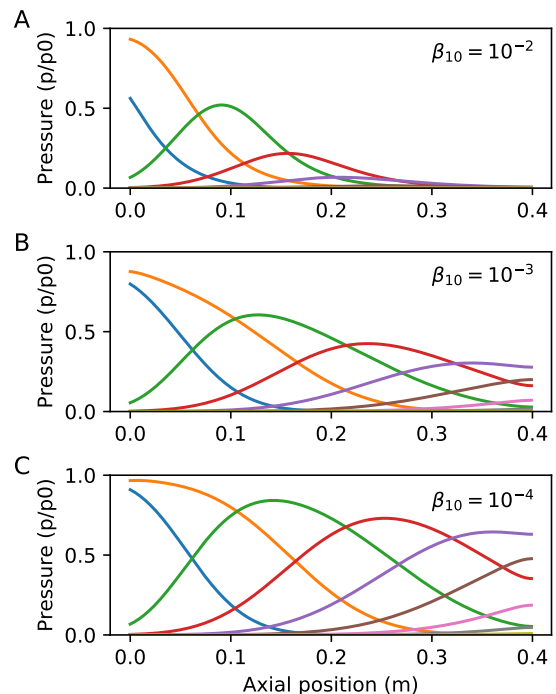 A
1.0
β10 = 10−2
0.5
0.0
Pressure (p/p0)
0.0 0.1 0.2 0.3 0.4
B
1.0
β10 = 10−3
0.5
0.0
Pressure (p/p0)
0.0 0.1 0.2 0.3 0.4
C
1.0
β10 = 10−4
0.5
0.0
Pressure (p/p0)
0.0 0.1 0.2 0.3 0.4
Axial position (m)